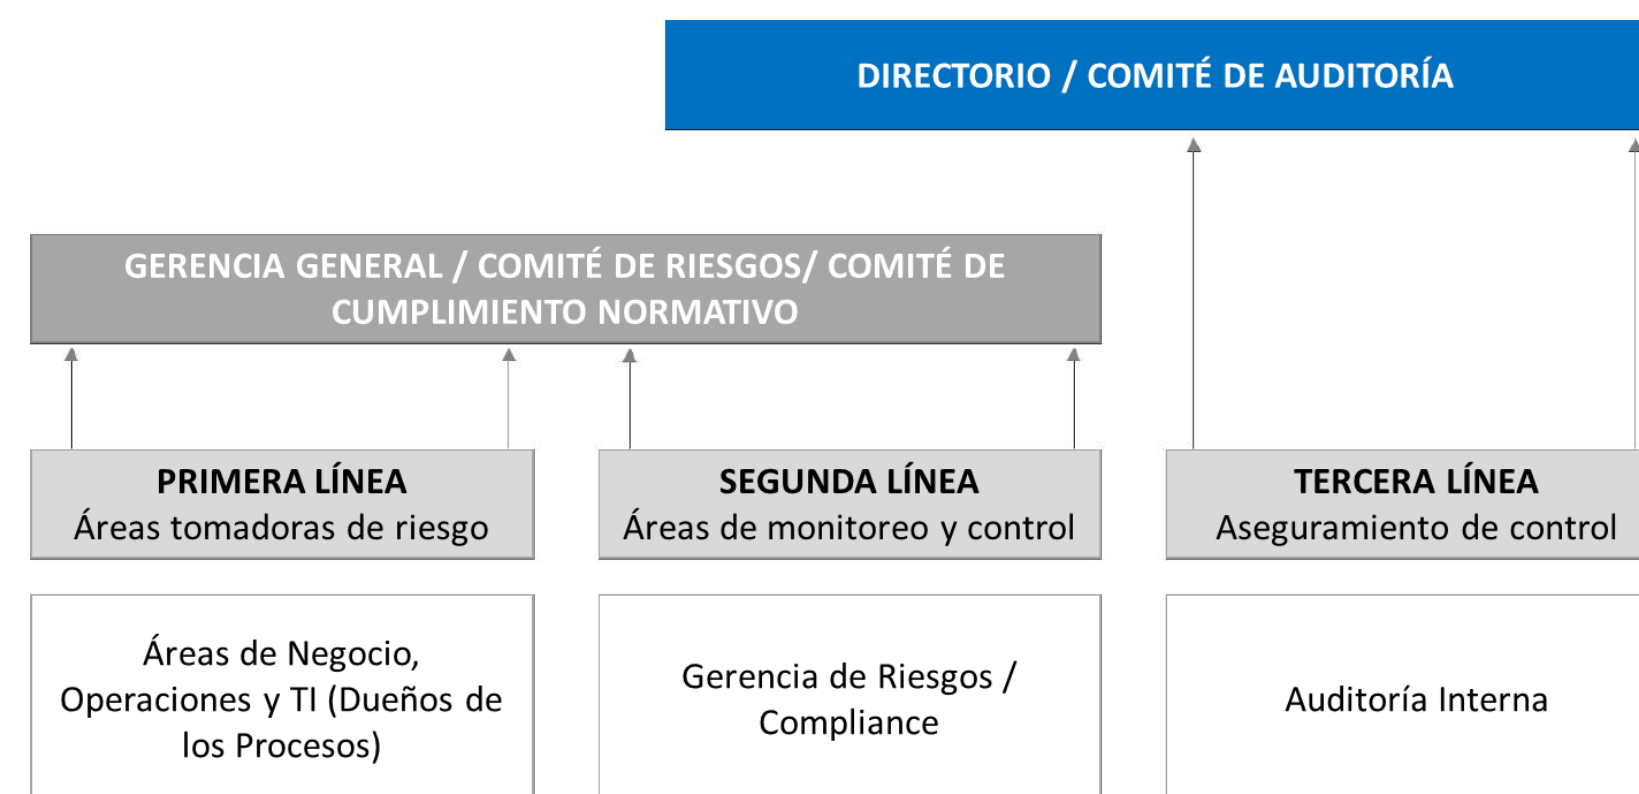 DIRECTORIO / COMITÉ DE AUDITORÍA
GERENCIA GENERAL / COMITÉ DE RIESGOS/ COMITÉ DE
CUMPLIMIENTO NORMATIVO
PRIMERA LÍNEA
Áreas tomadoras de riesgo
SEGUNDA LÍNEA
Áreas de monitoreo y control
TERCERA LÍNEA
Aseguramiento de control
Áreas de Negocio,
Operaciones y TI (Dueños de
los Procesos)
Gerencia de Riesgos /
Compliance
Auditoría Interna